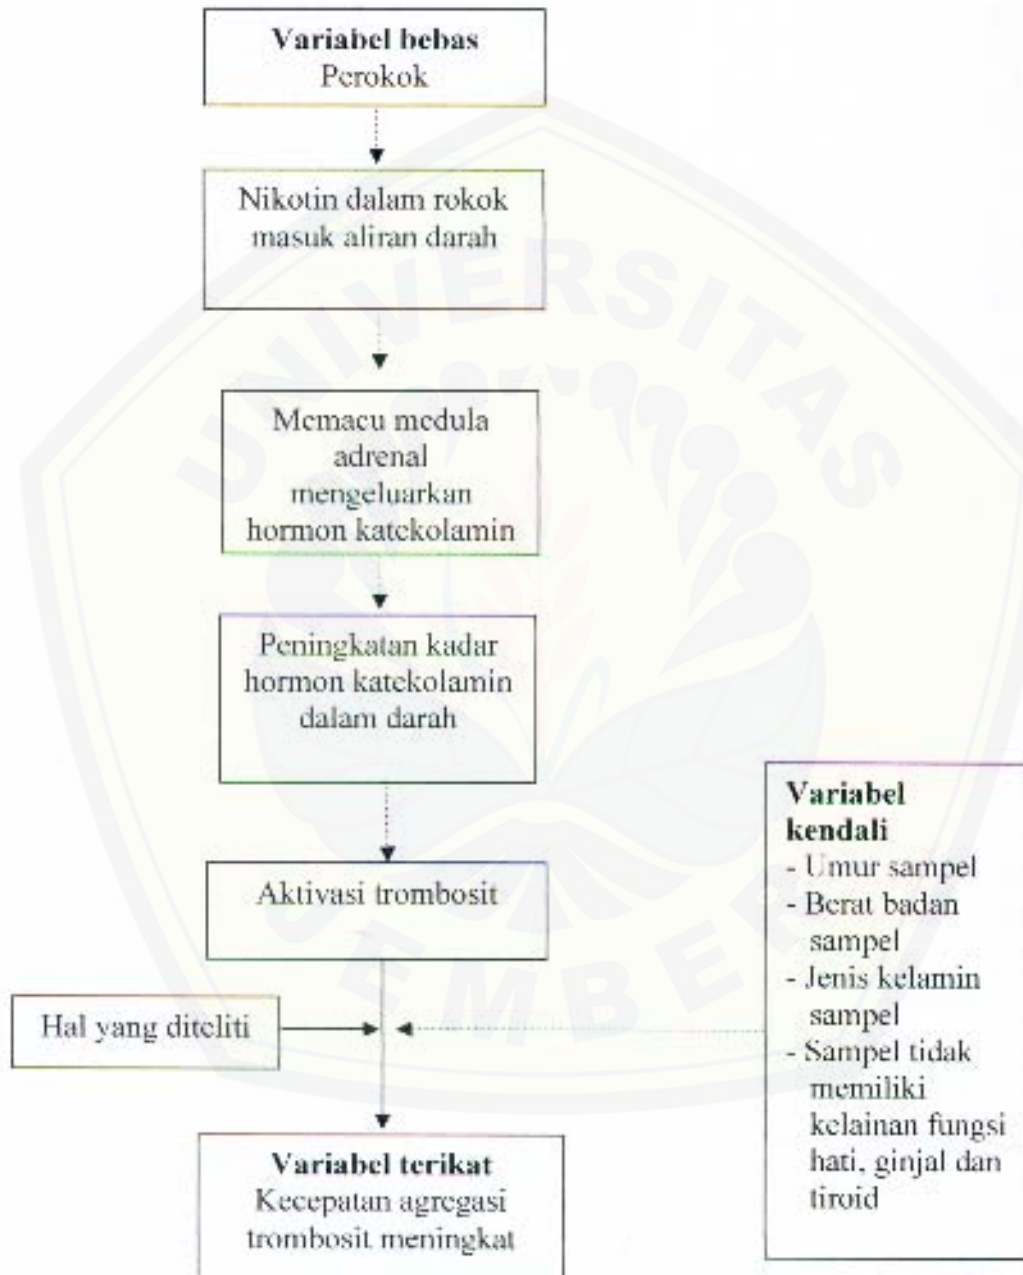 Variabel bebas
Perokok
Nikotin dalam rokok
masuk aliran darah
Memacu medula
adrenal
mengeluarkan
hormon katekolamin
Peningkatan kadar
hormon katekolamin
dalam darah
Aktivasi trombosit
Hal yang diteliti
Variabel terikat
Kecepatan agregasi
trombosit meningkat
Variabel
kendali
- Umur sampel
- Berat badan
sampel
- Jenis kelamin
sampel
- Sampel tidak
memiliki
kelainan fungsi
hati, ginjal dan
tiroid
UNIVERSITAS
JEMBER